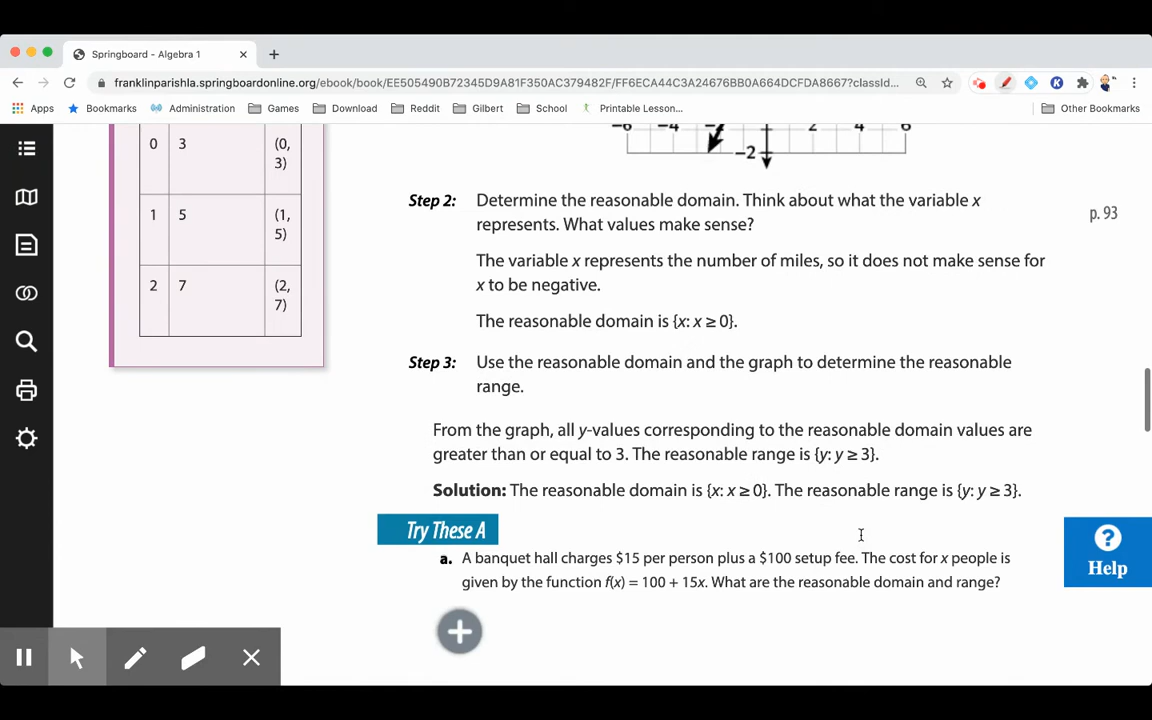 Springboard - Algebra 1
franklinparishla.springboardonline.org/ebook/book/EE505490B72345D9A81F350AC379482F/FF6ECA44C3A24676BB0A664DCFDA8667?classId...
Apps Bookmarks Administration Games Download Reddit Gilbert School Printable Lesson... Other Bookmarks
-6 -4 2 4 6
-2
0 3 (0, 3)
1 5 (1, 5)
2 7 (2, 7)
Step 2: Determine the reasonable domain. Think about what the variable x
represents. What values make sense?
p. 93
The variable x represents the number of miles, so it does not make sense for
x to be negative.
The reasonable domain is {x: x ≥ 0}.
Step 3: Use the reasonable domain and the graph to determine the reasonable
range.
From the graph, all y-values corresponding to the reasonable domain values are
greater than or equal to 3. The reasonable range is {y: y ≥ 3}.
Solution: The reasonable domain is {x: x ≥ 0}. The reasonable range is {y: y ≥ 3}.
Try These A
a. A banquet hall charges $15 per person plus a $100 setup fee. The cost for x people is
given by the function f(x) = 100 + 15x. What are the reasonable domain and range?
? Help